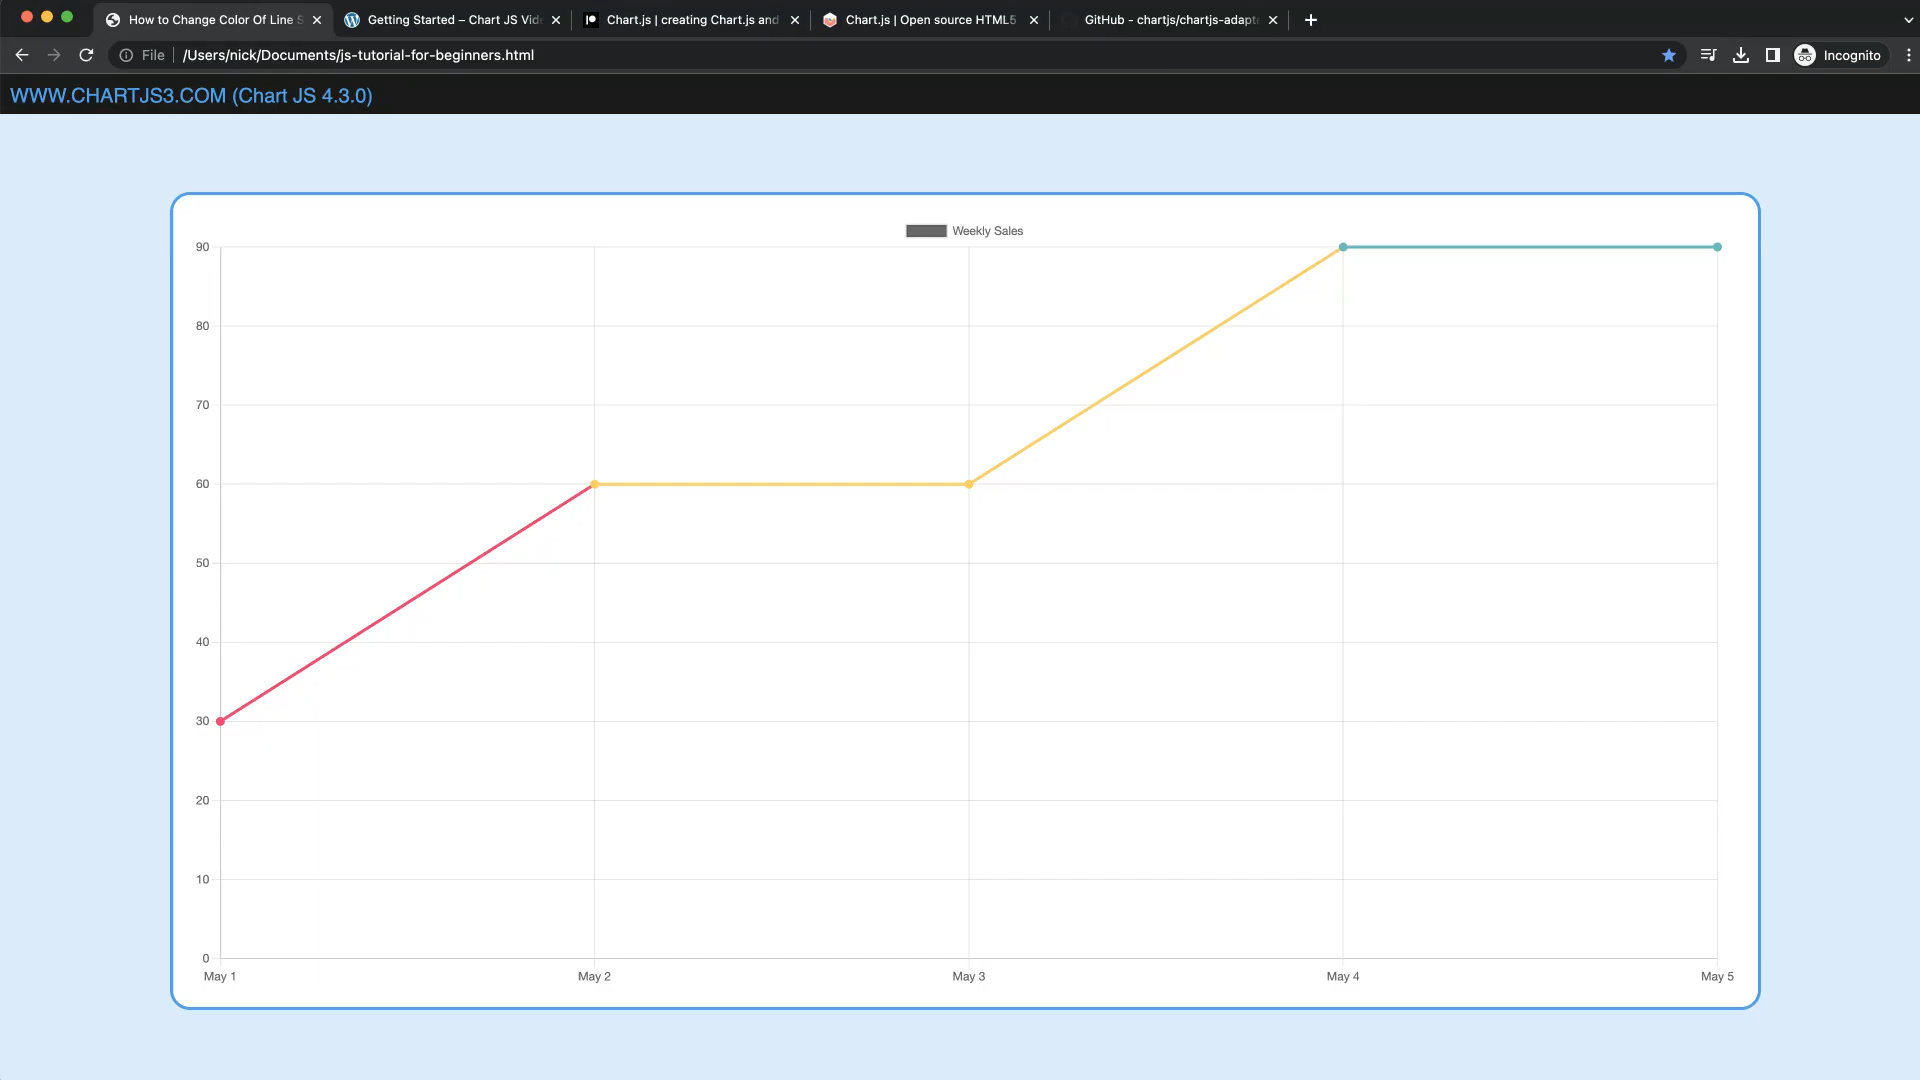 How to Change Color Of Line S
Getting Started – Chart JS Vid
Chart.js | creating Chart.js and
Chart.js | Open source HTML5
GitHub - chartjs/chartjs-adapt
File
/Users/nick/Documents/js-tutorial-for-beginners.html
Incognito
WWW.CHARTJS3.COM (Chart JS 4.3.0)
Weekly Sales
90
80
70
60
50
40
30
20
10
0
May 1 May 2 May 3 May 4 May 5